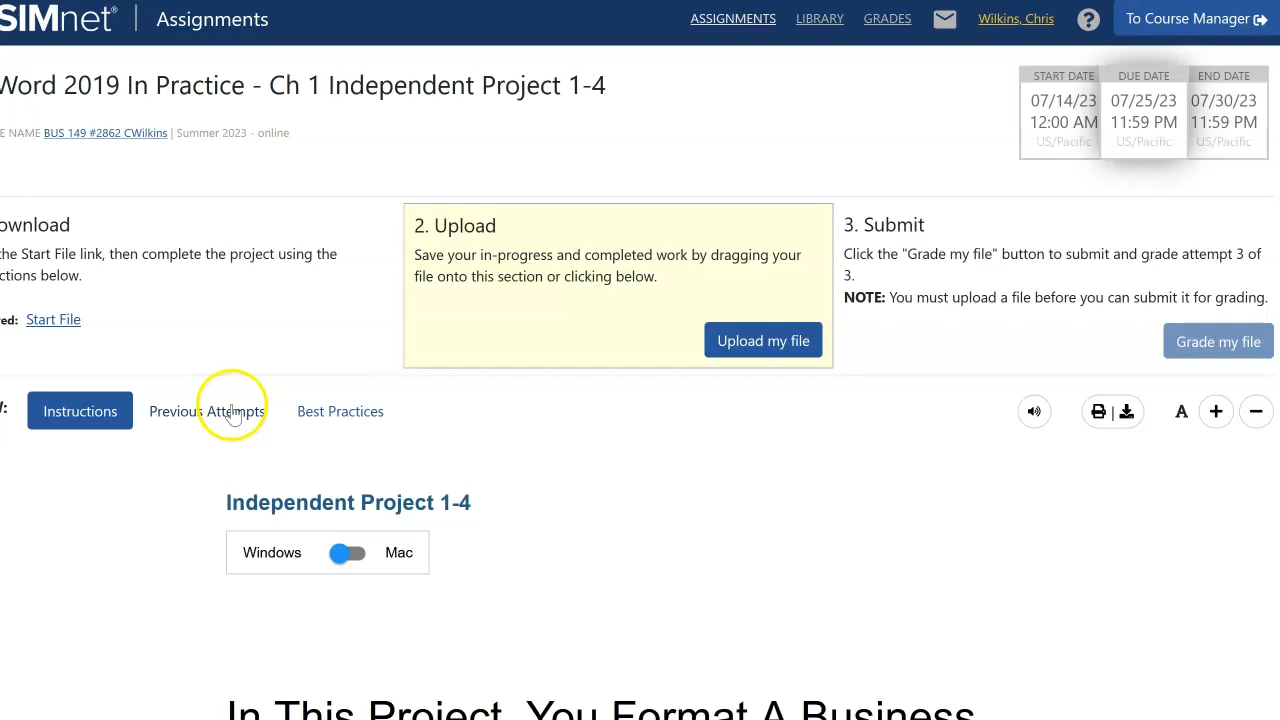 SIMnet® Assignments ASSIGNMENTS LIBRARY GRADES Wilkins, Chris ? To Course Manager
Word 2019 In Practice - Ch 1 Independent Project 1-4
START DATE DUE DATE END DATE
07/14/23 07/25/23 07/30/23
12:00 AM 11:59 PM 11:59 PM
US/Pacific US/Pacific US/Pacific
E NAME BUS 149 #2862 CWilkins | Summer 2023 - online
ownload
the Start File link, then complete the project using the
ctions below.
ed: Start File
2. Upload
Save your in-progress and completed work by dragging your
file onto this section or clicking below.
Upload my file
3. Submit
Click the "Grade my file" button to submit and grade attempt 3 of
3.
NOTE: You must upload a file before you can submit it for grading.
Grade my file
Instructions Previous Attempts Best Practices A + −
Independent Project 1-4
Windows Mac
In This Project, You Format A Business